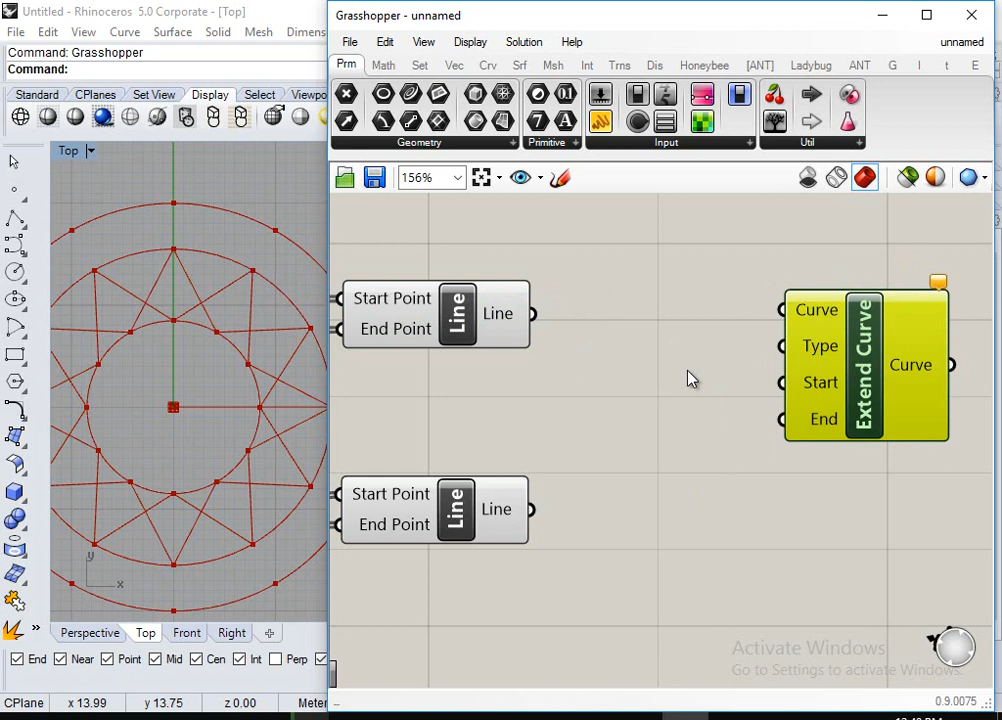 Untitled - Rhinoceros 5.0 Corporate - [Top]
File Edit View Curve Surface Solid Mesh Dimens
Command: Grasshopper
Command:
Standard CPlanes Set View Display Select Viewpo
Top
y
x
Perspective Top Front Right
End Near Point Mid Cen Int Perp
CPlane x 13.99 y 13.75 z 0.00 Meter
Grasshopper - unnamed
File Edit View Display Solution Help unnamed
Prm Math Set Vec Crv Srf Msh Int Trns Dis Honeybee [ANT] Ladybug ANT G I t E
Geometry Primitive Input Util
156%
Start Point
End Point
Line
Line
Curve
Type
Start
End
Extend Curve
Curve
Start Point
End Point
Line
Line
Activate Windows
Go to Settings to activate Windows.
0.9.0075